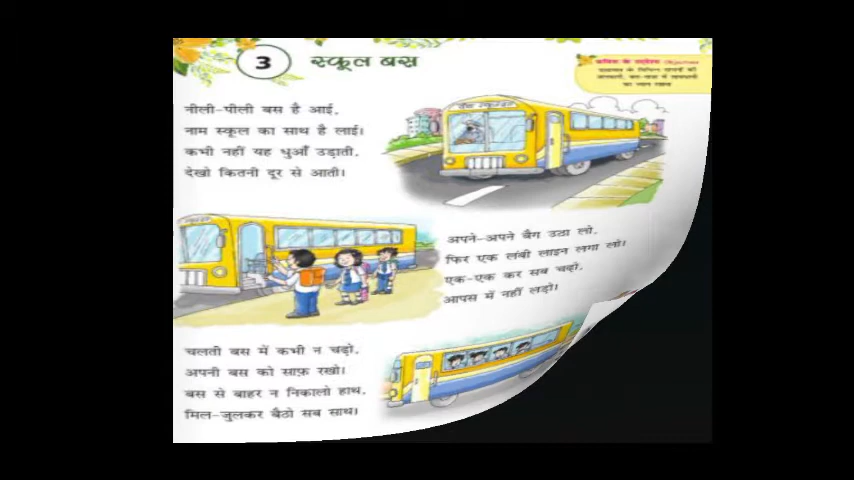 3
स्कूल बस
नीली-पीली बस है आई,
नाम स्कूल का साथ है लाई।
कभी नहीं यह धुआँ उड़ाती,
देखो कितनी दूर से आती।
अपने-अपने बैग उठा लो,
फिर एक लंबी लाइन लगा लो।
एक-एक कर सब चढ़ो,
आपस में नहीं लड़ो।
चलती बस में कभी न चढ़ो,
अपनी बस को साफ़ रखो।
बस से बाहर न निकालो हाथ,
मिल-जुलकर बैठो सब साथ।